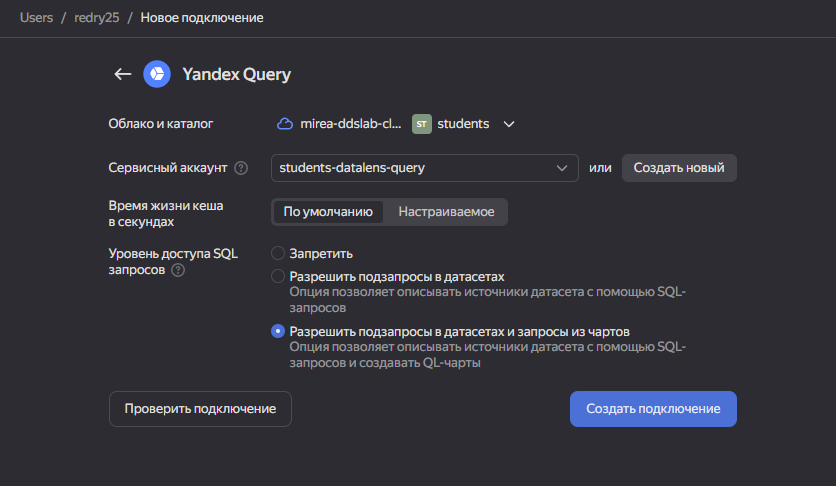 Users / redry25 / Новое подключение
Yandex Query
Облако и каталог mirea-ddslab-cl... ST students
Сервисный аккаунт ? students-datalens-query или Создать новый
Время жизни кеша
в секундах
По умолчанию Настраиваемое
Уровень доступа SQL
запросов ?
Запретить
Разрешить подзапросы в датасетах
Опция позволяет описывать источники датасета с помощью SQL-
запросов
Разрешить подзапросы в датасетах и запросы из чартов
Опция позволяет описывать источники датасета с помощью SQL-
запросов и создавать QL-чарты
Проверить подключение Создать подключение